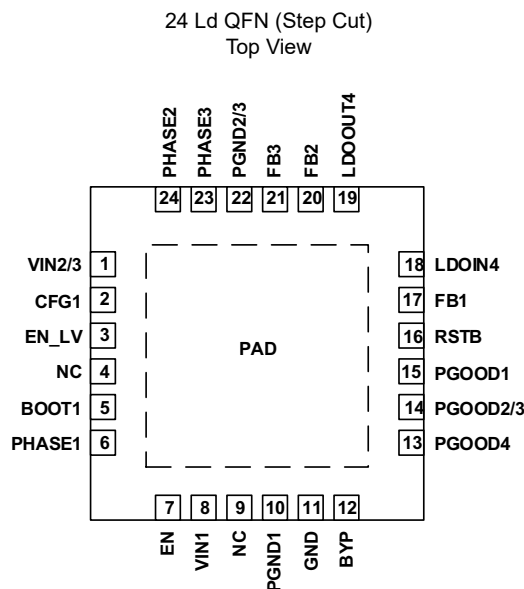 24 Ld QFN (Step Cut)
Top View
PHASE2
PHASE3
PGND2/3
FB3
FB2
LDOOUT4
24 23 22 21 20 19
VIN2/3 1
CFG1 2
EN_LV 3
NC 4
BOOT1 5
PHASE1 6
PAD
18 LDOIN4
17 FB1
16 RSTB
15 PGOOD1
14 PGOOD2/3
13 PGOOD4
7 8 9 10 11 12
EN
VIN1
NC
PGND1
GND
BYP